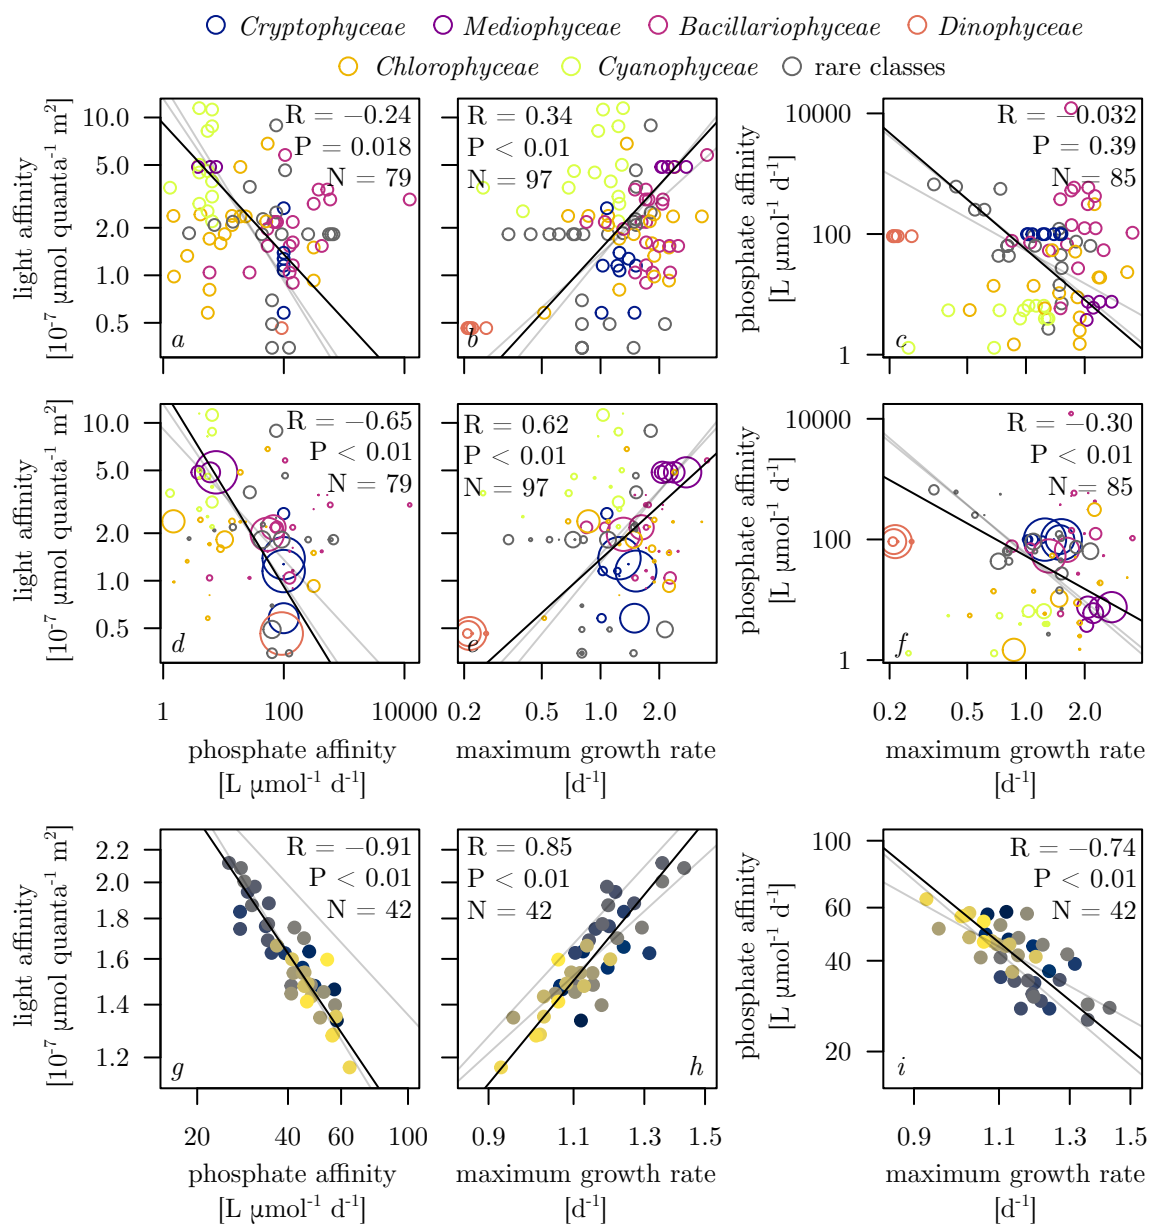 Cryptophyceae Mediophyceae Bacillariophyceae Dinophyceae
Chlorophyceae Cyanophyceae rare classes
light affinity
[10⁻⁷ μmol quanta⁻¹ m²]
10.0
5.0
2.0
1.0
0.5
R = −0.24
P = 0.018
N = 79
a
R = 0.34
P < 0.01
N = 97
b
phosphate affinity
[L μmol⁻¹ d⁻¹]
10000
100
1
R = −0.032
P = 0.39
N = 85
c
light affinity
[10⁻⁷ μmol quanta⁻¹ m²]
10.0
5.0
2.0
1.0
0.5
R = −0.65
P < 0.01
N = 79
d
1 100 10000
phosphate affinity
[L μmol⁻¹ d⁻¹]
R = 0.62
P < 0.01
N = 97
e
0.2 0.5 1.0 2.0
maximum growth rate
[d⁻¹]
phosphate affinity
[L μmol⁻¹ d⁻¹]
10000
100
1
R = −0.30
P < 0.01
N = 85
f
0.2 0.5 1.0 2.0
maximum growth rate
[d⁻¹]
light affinity
[10⁻⁷ μmol quanta⁻¹ m²]
2.2
2.0
1.8
1.6
1.4
1.2
R = −0.91
P < 0.01
N = 42
g
20 40 60 100
phosphate affinity
[L μmol⁻¹ d⁻¹]
R = 0.85
P < 0.01
N = 42
h
0.9 1.1 1.3 1.5
maximum growth rate
[d⁻¹]
phosphate affinity
[L μmol⁻¹ d⁻¹]
100
60
40
20
R = −0.74
P < 0.01
N = 42
i
0.9 1.1 1.3 1.5
maximum growth rate
[d⁻¹]